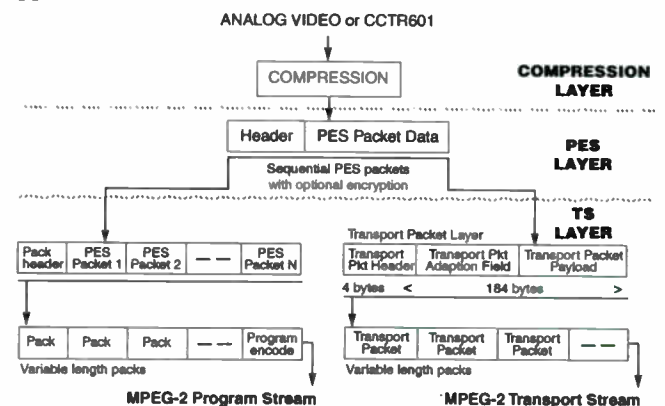 ANALOG VIDEO or CCTR601
COMPRESSION
COMPRESSION
LAYER
Header PES Packet Data
PES
LAYER
Sequential PES packets
with optional encryption
TS
LAYER
Transport Packet Layer
Pack header PES Packet 1 PES Packet 2 — — PES Packet N
Transport Pkt Header Transport Pkt Adaption Field Transport Packet Payload
4 bytes < 184 bytes >
Pack Pack Pack — — Program encode
Transport Packet Transport Packet Transport Packet — —
Variable length packs
Variable length packs
MPEG-2 Program Stream
MPEG-2 Transport Stream